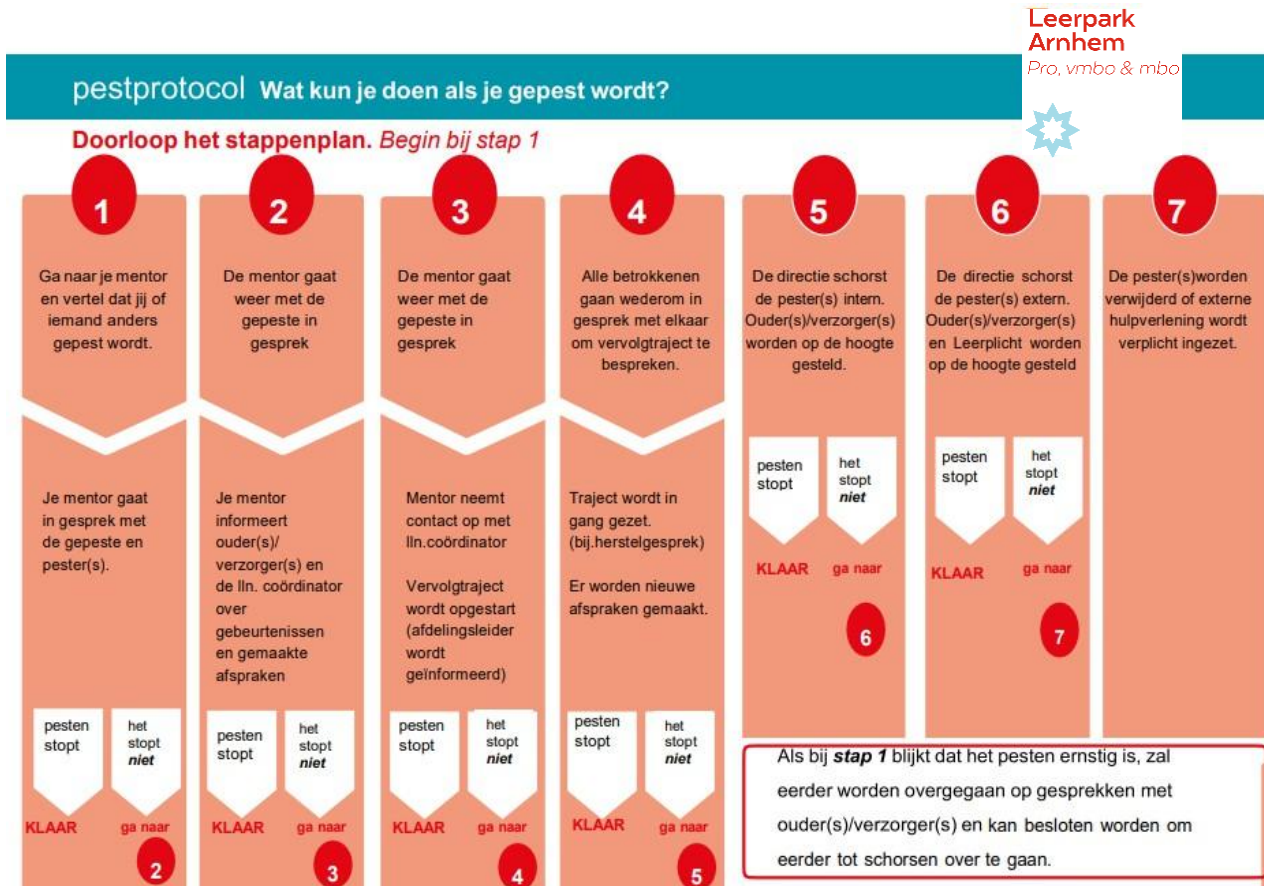 Leerpark
Arnhem
Pro, vmbo & mbo
pestprotocol Wat kun je doen als je gepest wordt?
Doorloop het stappenplan. Begin bij stap 1
1
Ga naar je mentor
en vertel dat jij of
iemand anders
gepest wordt.
Je mentor gaat
in gesprek met
de gepeste en
pester(s).
pesten
stopt
het
stopt
niet
KLAAR
ga naar
2
2
De mentor gaat
weer met de
gepeste in
gesprek
Je mentor
informeert
ouder(s)/
verzorger(s) en
de lln. coördinator
over
gebeurtenissen
en gemaakte
afspraken
pesten
stopt
het
stopt
niet
KLAAR
ga naar
3
3
De mentor gaat
weer met de
gepeste in
gesprek
Mentor neemt
contact op met
lln.coördinator
Vervolgtraject
wordt opgestart
(afdelingsleider
wordt
geïnformeerd)
pesten
stopt
het
stopt
niet
KLAAR
ga naar
4
4
Alle betrokkenen
gaan wederom in
gesprek met elkaar
om vervolgtraject te
bespreken.
Traject wordt in
gang gezet.
(bij.herstelgesprek)
Er worden nieuwe
afspraken gemaakt.
pesten
stopt
het
stopt
niet
KLAAR
ga naar
5
5
De directie schorst
de pester(s) intern.
Ouder(s)/verzorger(s)
worden op de hoogte
gesteld.
pesten
stopt
het
stopt
niet
KLAAR
ga naar
6
6
De directie schorst
de pester(s) extern.
Ouder(s)/verzorger(s)
en Leerplicht worden
op de hoogte gesteld
pesten
stopt
het
stopt
niet
KLAAR
ga naar
7
7
De pester(s)worden
verwijderd of externe
hulpverlening wordt
verplicht ingezet.
Als bij stap 1 blijkt dat het pesten ernstig is, zal
eerder worden overgegaan op gesprekken met
ouder(s)/verzorger(s) en kan besloten worden om
eerder tot schorsen over te gaan.